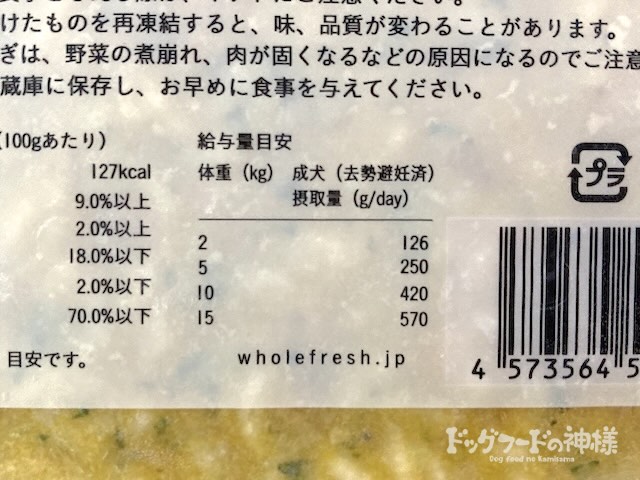 けたものを再凍結すると、味、品質が変わることがあります。
ぎは、野菜の煮崩れ、肉が固くなるなどの原因になるのでご注意
蔵庫に保存し、お早めに食事を与えてください。
(100gあたり)
127kcal
9.0%以上
2.0%以上
18.0%以下
2.0%以下
70.0%以下
目安です。
給与量目安
体重(kg) 成犬(去勢避妊済)
摂取量(g/day)
2 126
5 250
10 420
15 570
wholefresh.jp
プラ
4 573564 5
ドッグフードの神様
Dog Food no Kamisama